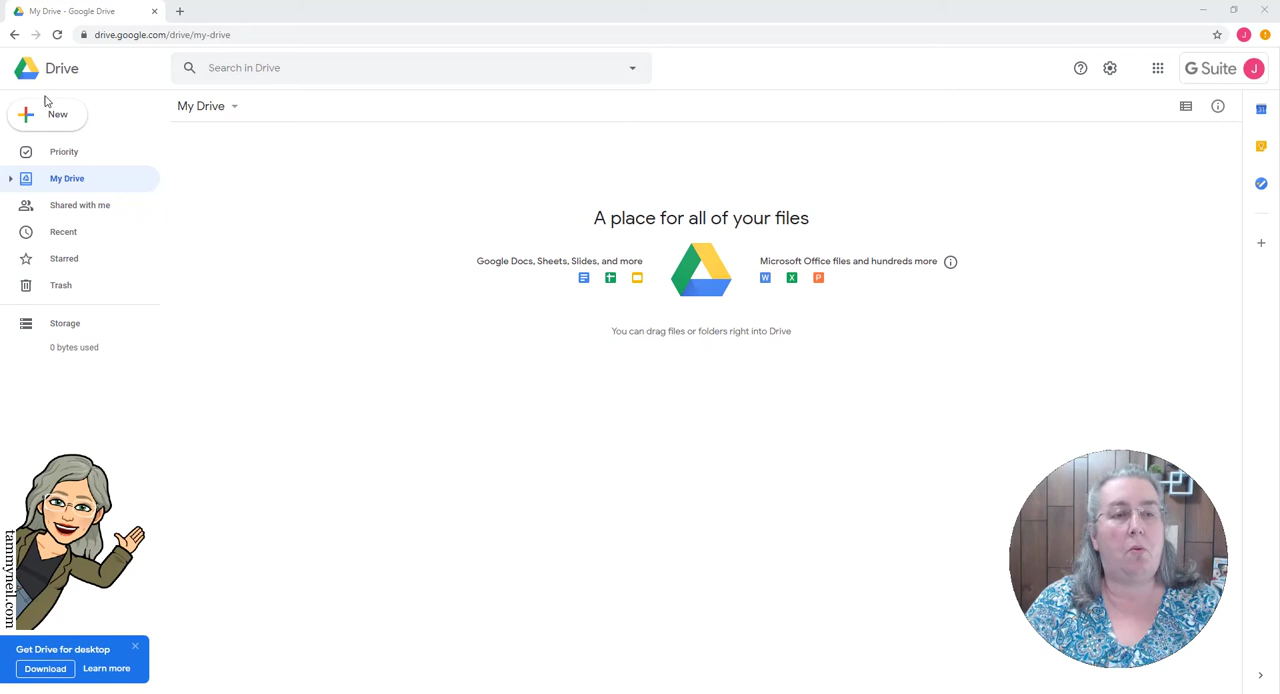 My Drive - Google Drive
drive.google.com/drive/my-drive
Drive
Search in Drive
G Suite
J
J
New
My Drive
Priority
My Drive
Shared with me
Recent
Starred
Trash
Storage
0 bytes used
A place for all of your files
Google Docs, Sheets, Slides, and more
Microsoft Office files and hundreds more
W X P
You can drag files or folders right into Drive
31
tammyneil.com
Get Drive for desktop
Download
Learn more